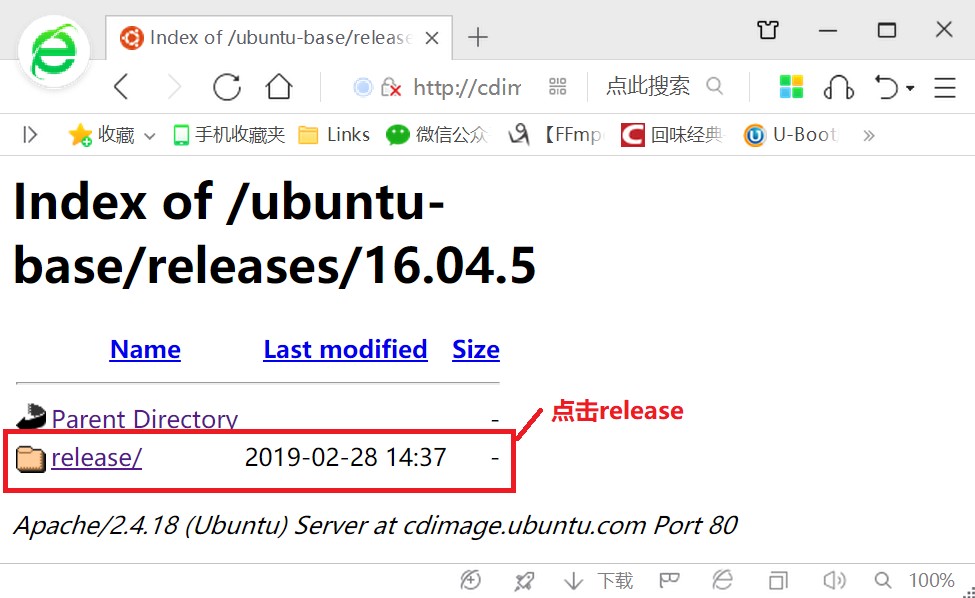 Index of /ubuntu-base/release
http://cdim
点此搜索
收藏
手机收藏夹
Links
微信公众
【FFmp
回味经典
U-Boot
»
Index of /ubuntu-
base/releases/16.04.5
Name Last modified Size
Parent Directory -
release/ 2019-02-28 14:37 -
点击release
Apache/2.4.18 (Ubuntu) Server at cdimage.ubuntu.com Port 80
下载
100%